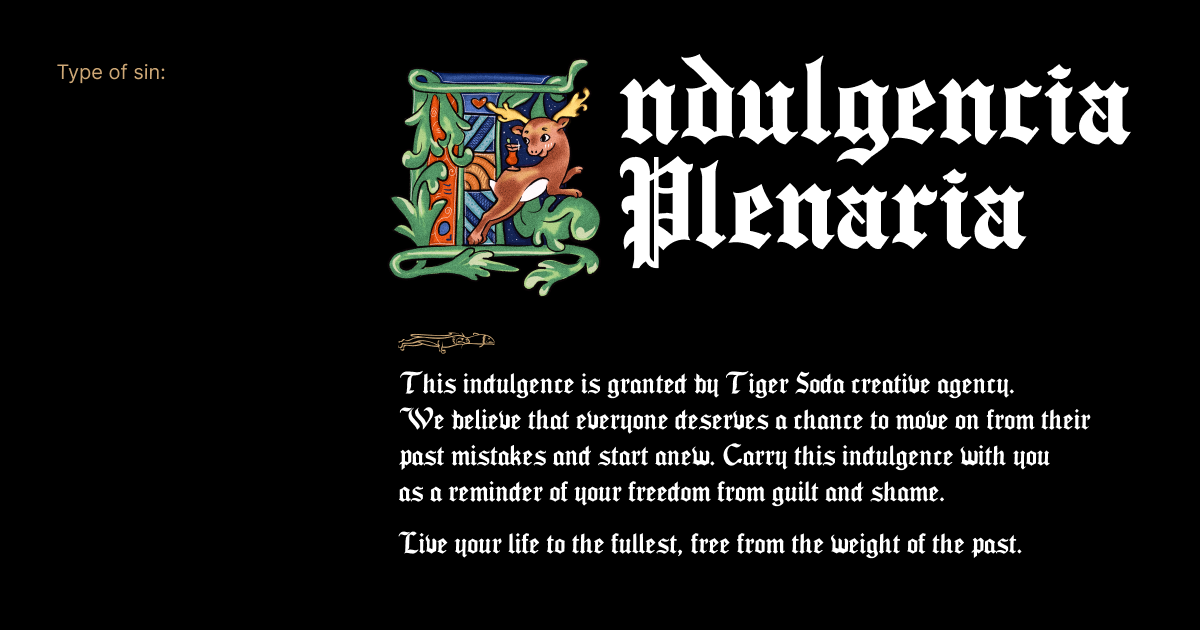 Type of sin:
Indulgencia
Plenaria
This indulgence is granted by Tiger Soda creative agency.
We believe that everyone deserves a chance to move on from their
past mistakes and start anew. Carry this indulgence with you
as a reminder of your freedom from guilt and shame.
Live your life to the fullest, free from the weight of the past.